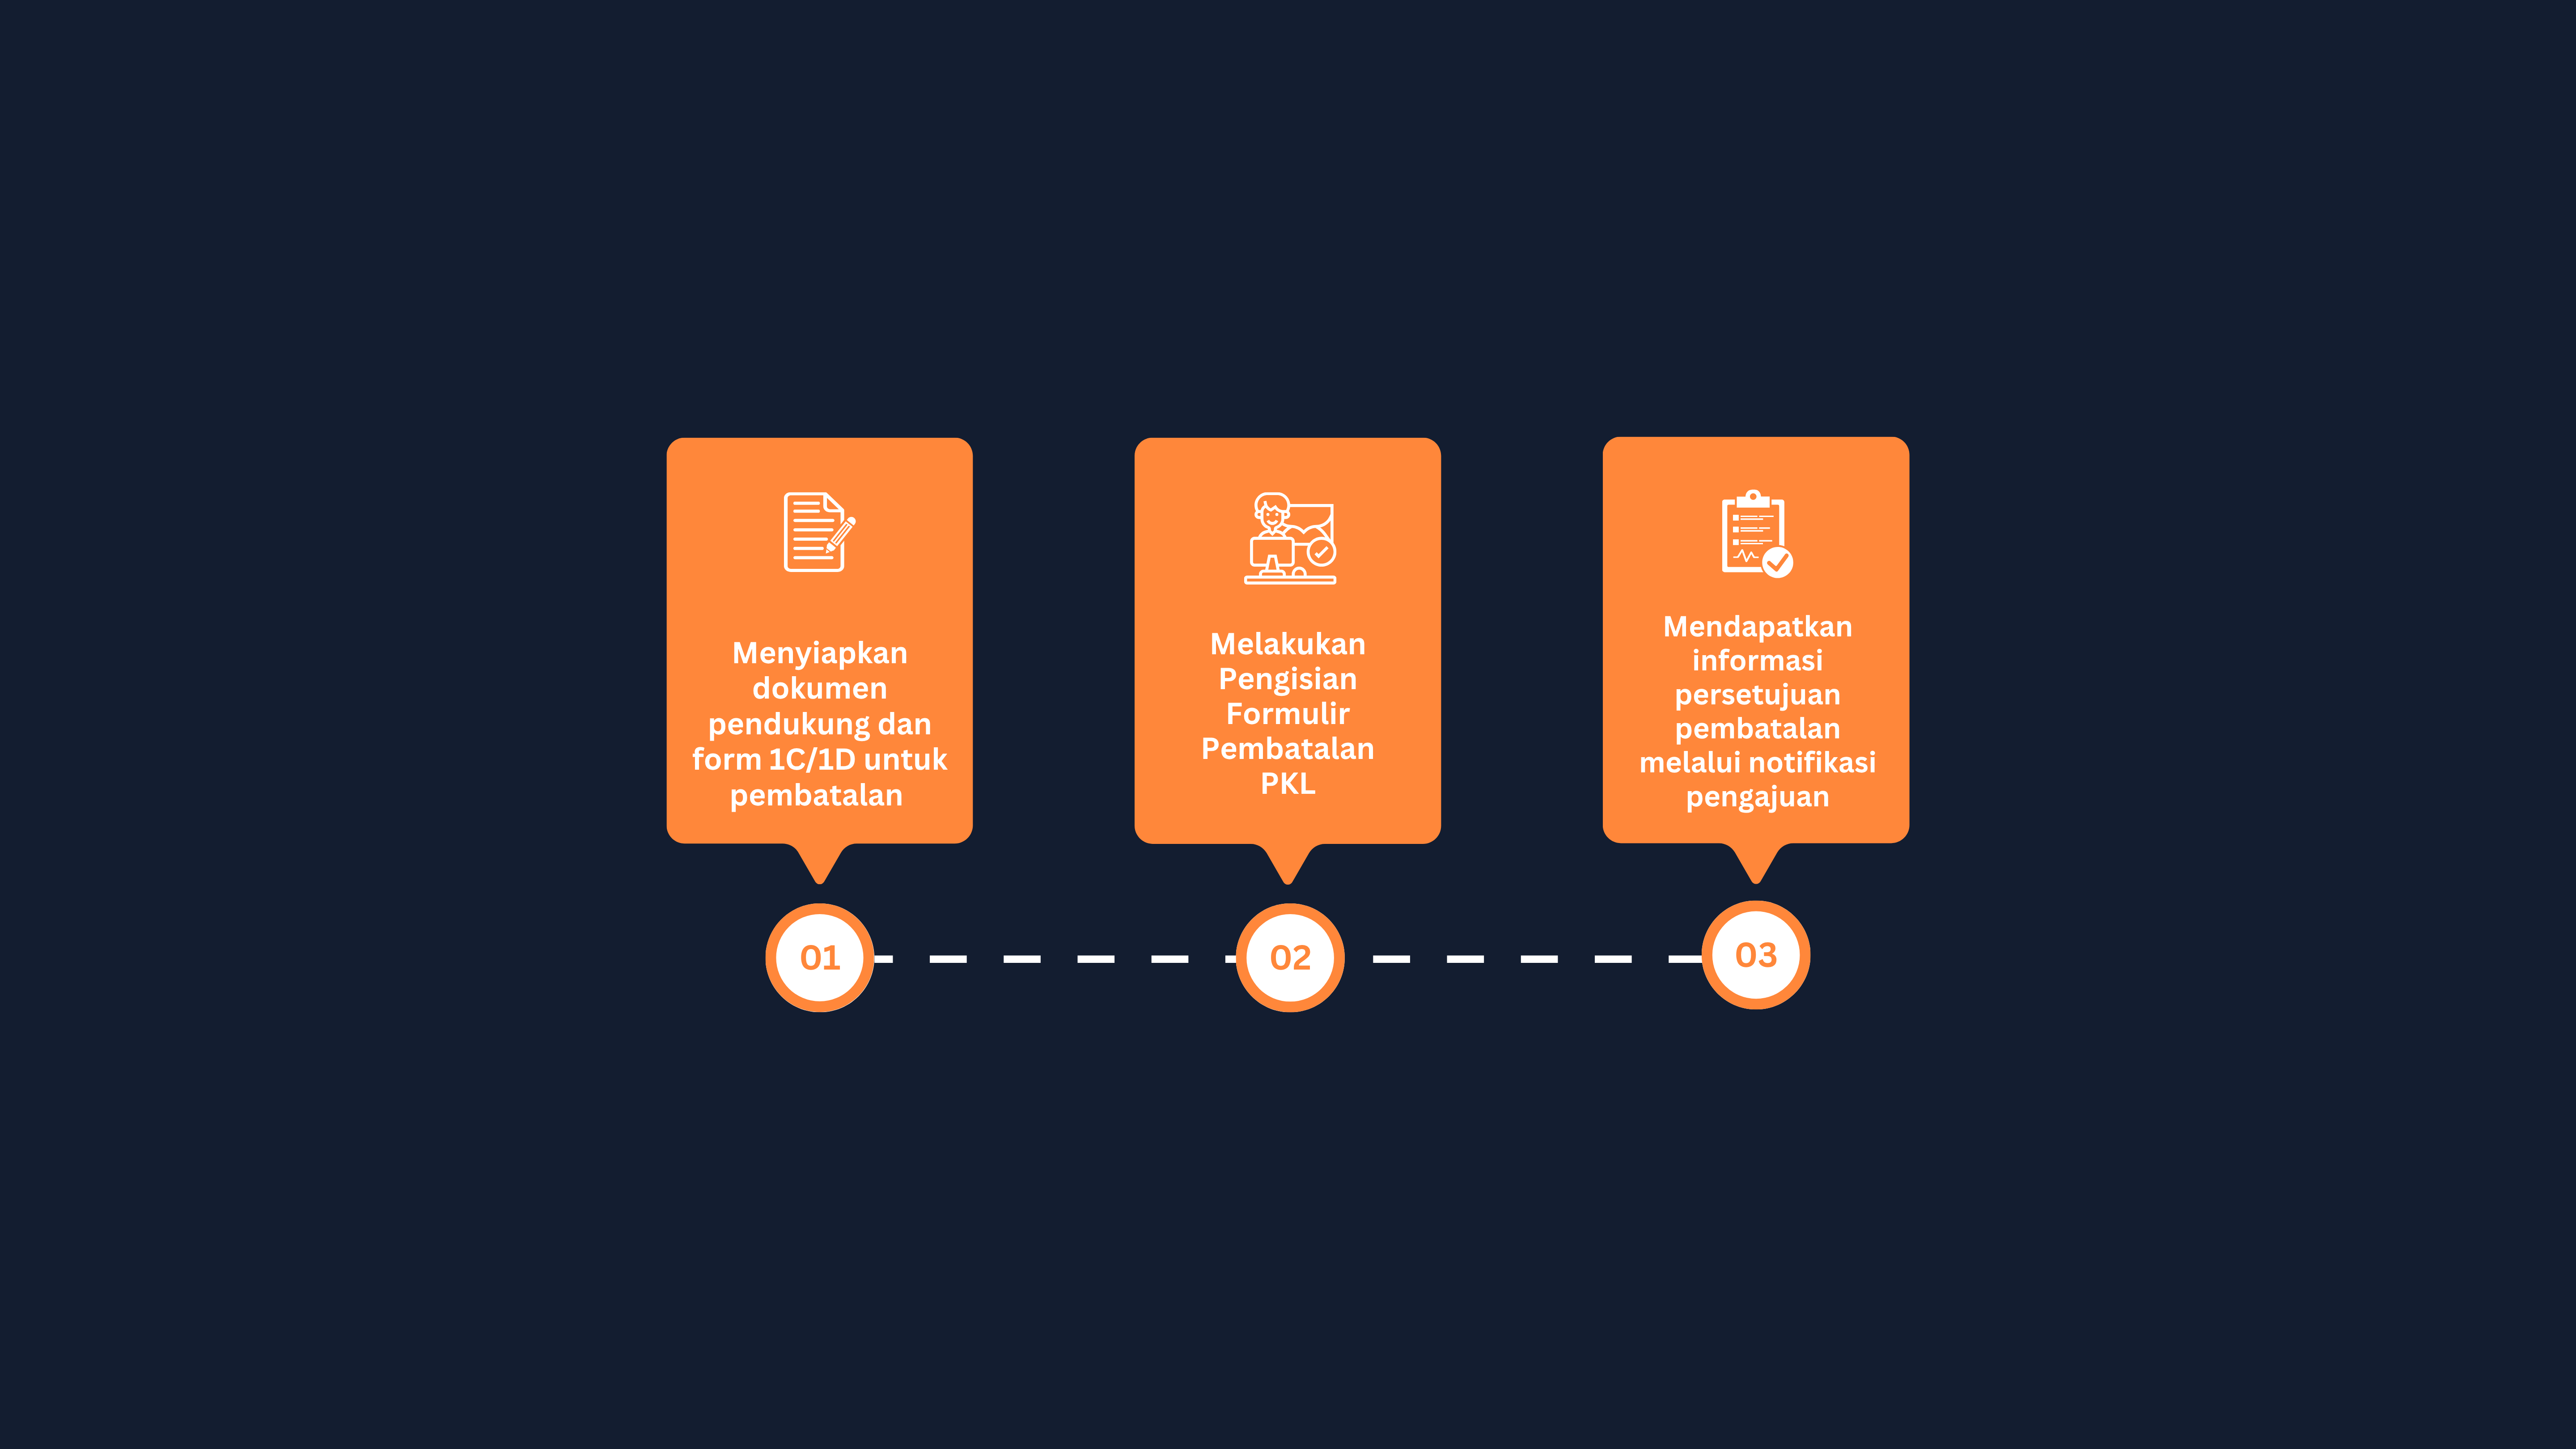 Menyiapkan
dokumen
pendukung dan
form 1C/1D untuk
pembatalan
01
Melakukan
Pengisian
Formulir
Pembatalan
PKL
02
Mendapatkan
informasi
persetujuan
pembatalan
melalui notifikasi
pengajuan
03